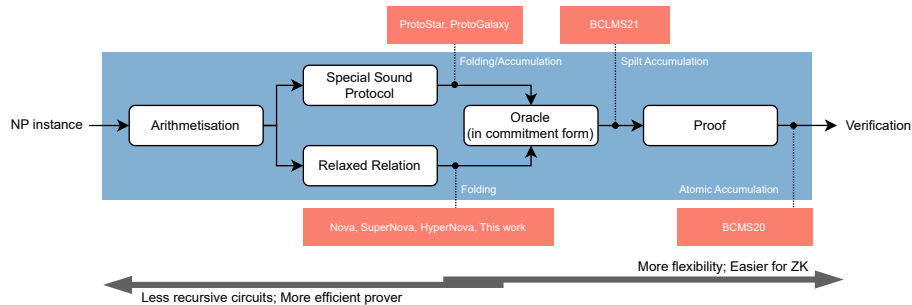 ProtoStar, ProtoGalaxy
BCLMS21
Folding/Accumulation
Spilt Accumulation
Special Sound
Protocol
NP instance
Arithmetisation
Oracle
(in commitment form)
Proof
Verification
Relaxed Relation
Folding
Atomic Accumulation
Nova, SuperNova, HyperNova, This work
BCMS20
More flexibility; Easier for ZK
Less recursive circuits; More efficient prover